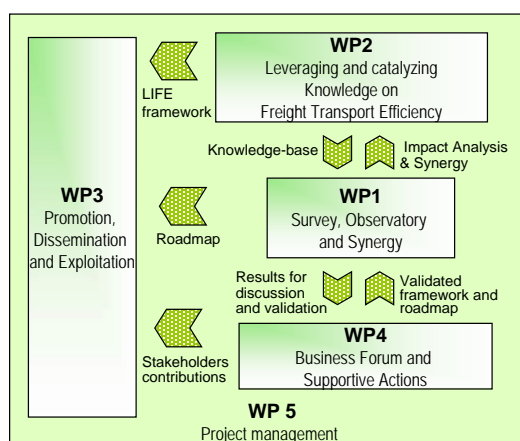 WP2
Leveraging and catalyzing
Knowledge on
Freight Transport Efficiency
LIFE
framework
Knowledge-base
Impact Analysis
& Synergy
WP3
Promotion,
Dissemination
and Exploitation
Roadmap
WP1
Survey, Observatory
and Synergy
Results for
discussion
and validation
Validated
framework and
roadmap
Stakeholders
contributions
WP4
Business Forum and
Supportive Actions
WP 5
Project management